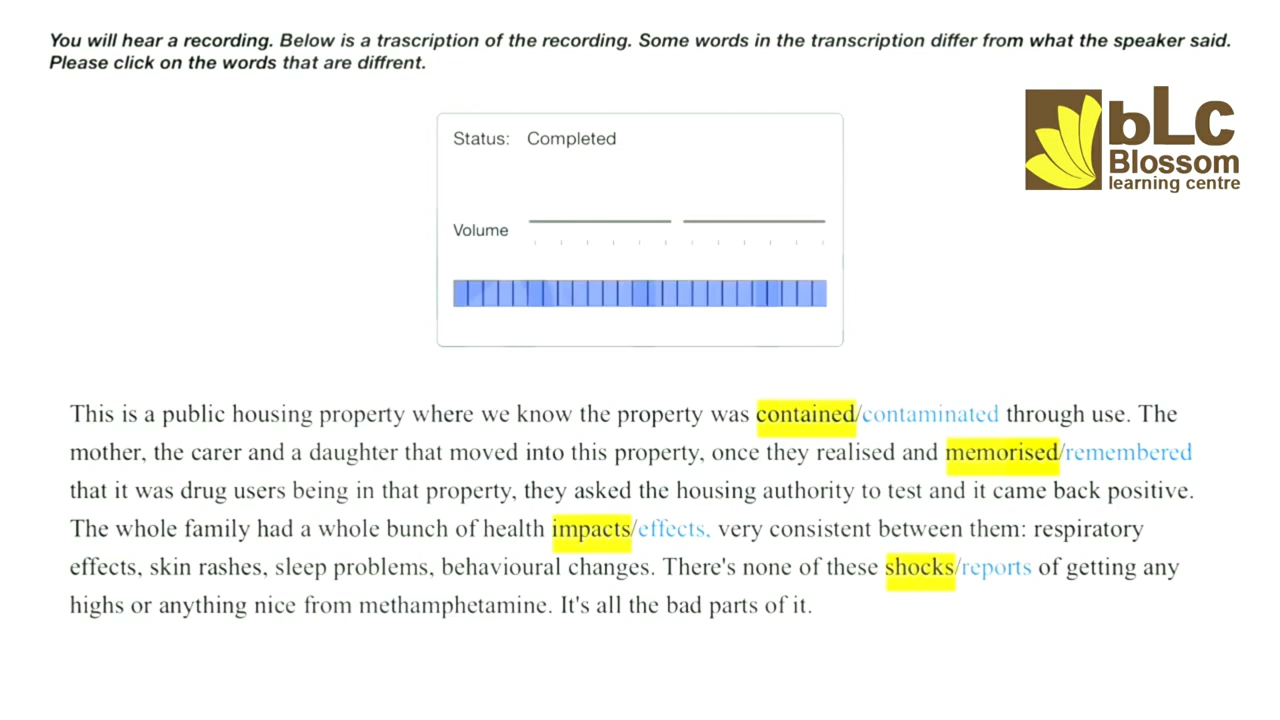 You will hear a recording. Below is a trascription of the recording. Some words in the transcription differ from what the speaker said.
Please click on the words that are diffrent.
bLc
Blossom
learning centre
Status: Completed
Volume
This is a public housing property where we know the property was contained/contaminated through use. The
mother, the carer and a daughter that moved into this property, once they realised and memorised/remembered
that it was drug users being in that property, they asked the housing authority to test and it came back positive.
The whole family had a whole bunch of health impacts/effects, very consistent between them: respiratory
effects, skin rashes, sleep problems, behavioural changes. There's none of these shocks/reports of getting any
highs or anything nice from methamphetamine. It's all the bad parts of it.